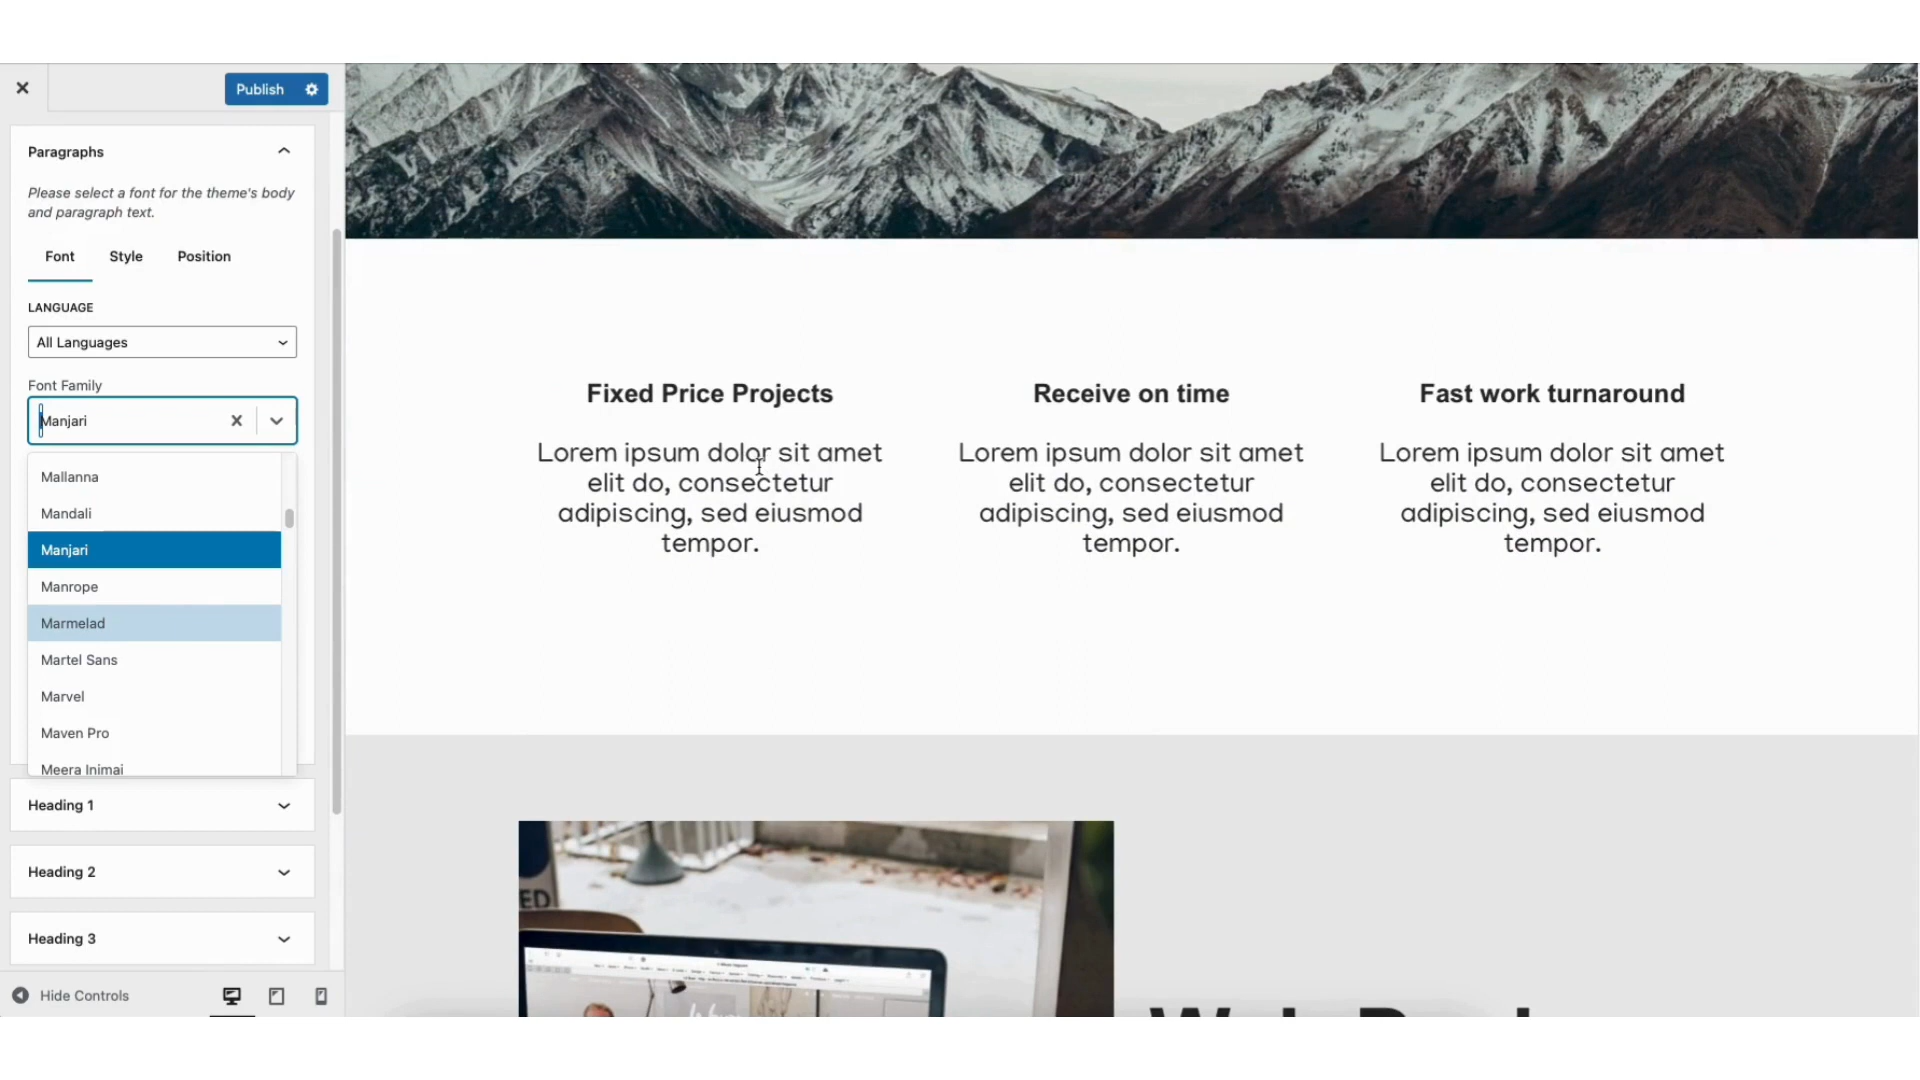 Publish
Paragraphs
Please select a font for the theme's body
and paragraph text.
Font Style Position
LANGUAGE
All Languages
Font Family
Manjari
Mallanna
Mandali
Manjari
Manrope
Marmelad
Martel Sans
Marvel
Maven Pro
Meera Inimai
Heading 1
Heading 2
Heading 3
Hide Controls
Fixed Price Projects
Lorem ipsum dolor sit amet
elit do, consectetur
adipiscing, sed eiusmod
tempor.
Receive on time
Lorem ipsum dolor sit amet
elit do, consectetur
adipiscing, sed eiusmod
tempor.
Fast work turnaround
Lorem ipsum dolor sit amet
elit do, consectetur
adipiscing, sed eiusmod
tempor.
ED